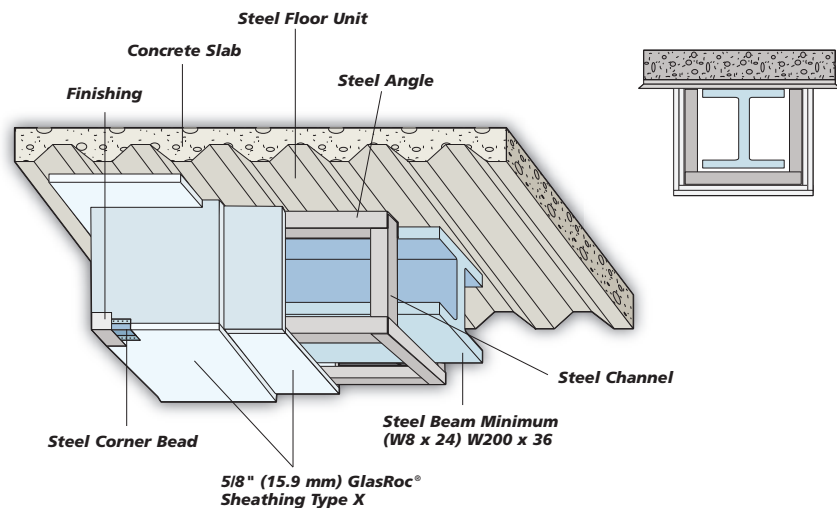 Steel Floor Unit
Concrete Slab
Steel Angle
Finishing
Steel Channel
Steel Beam Minimum
(W8 x 24) W200 x 36
Steel Corner Bead
5/8" (15.9 mm) GlasRoc®
Sheathing Type X